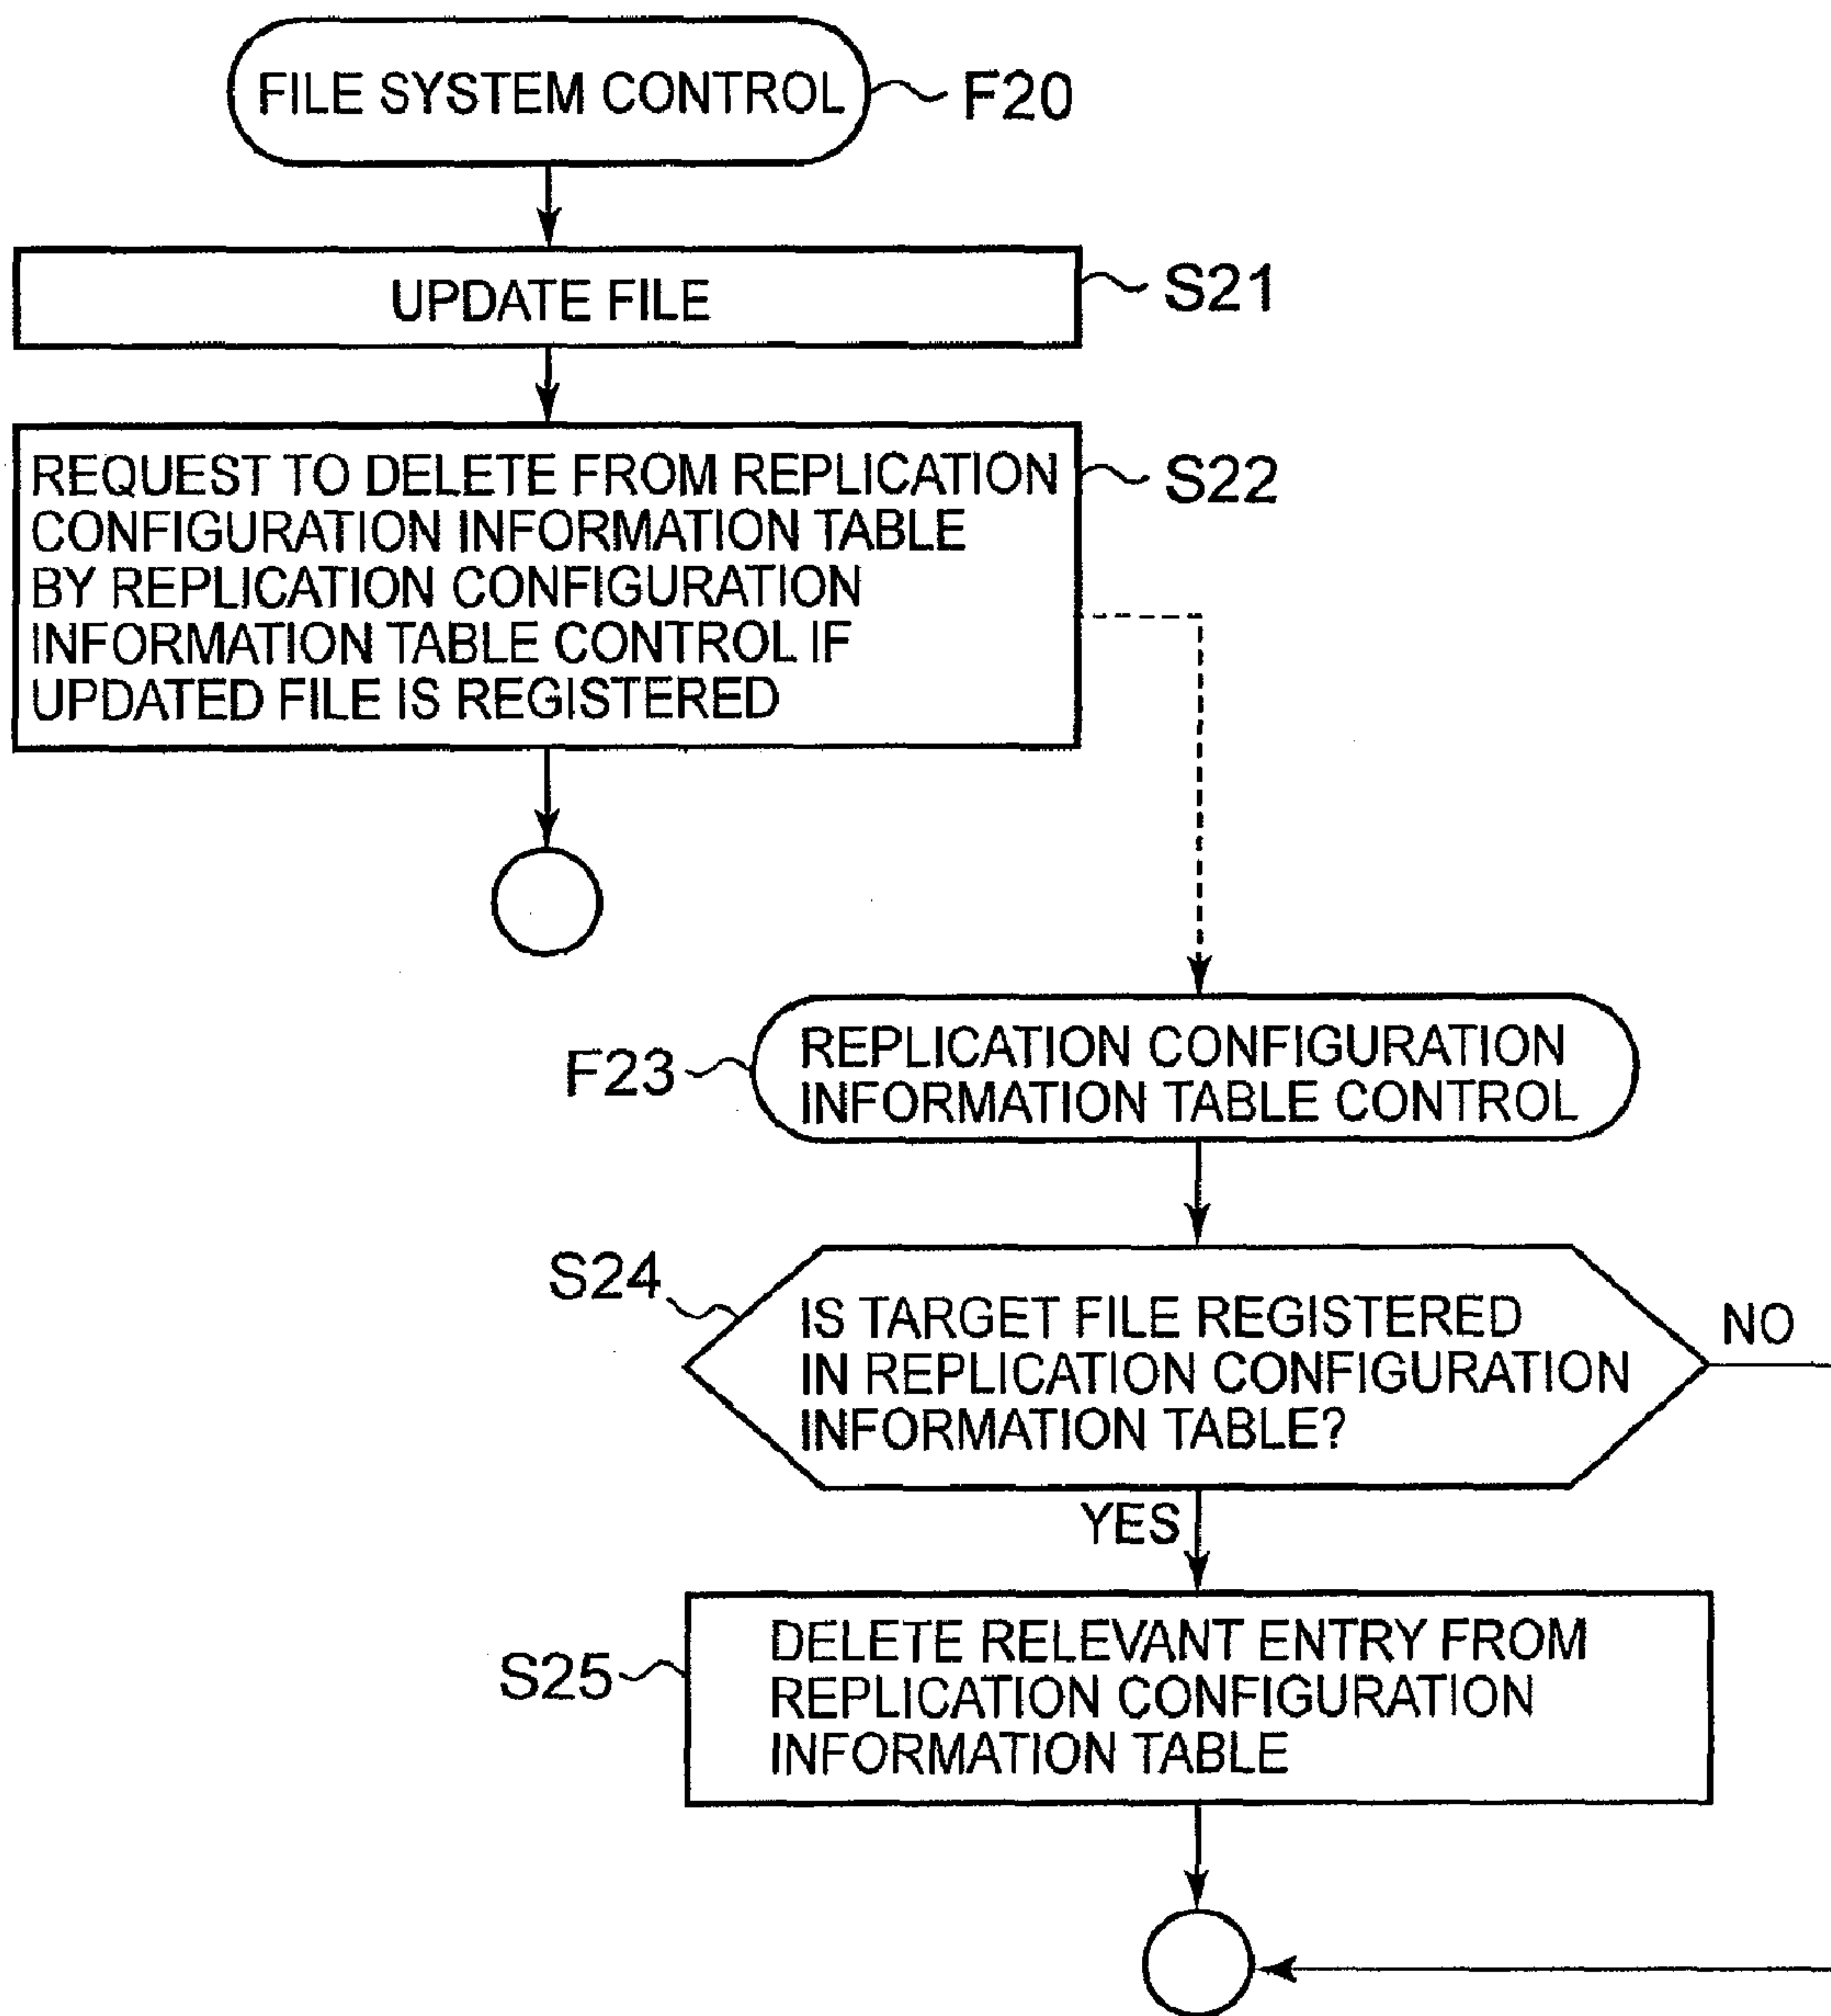 FILE SYSTEM CONTROL
F20
UPDATE FILE
S21
REQUEST TO DELETE FROM REPLICATION
CONFIGURATION INFORMATION TABLE
BY REPLICATION CONFIGURATION
INFORMATION TABLE CONTROL IF
UPDATED FILE IS REGISTERED
S22
F23
REPLICATION CONFIGURATION
INFORMATION TABLE CONTROL
S24
IS TARGET FILE REGISTERED
IN REPLICATION CONFIGURATION
INFORMATION TABLE?
NO
YES
S25
DELETE RELEVANT ENTRY FROM
REPLICATION CONFIGURATION
INFORMATION TABLE